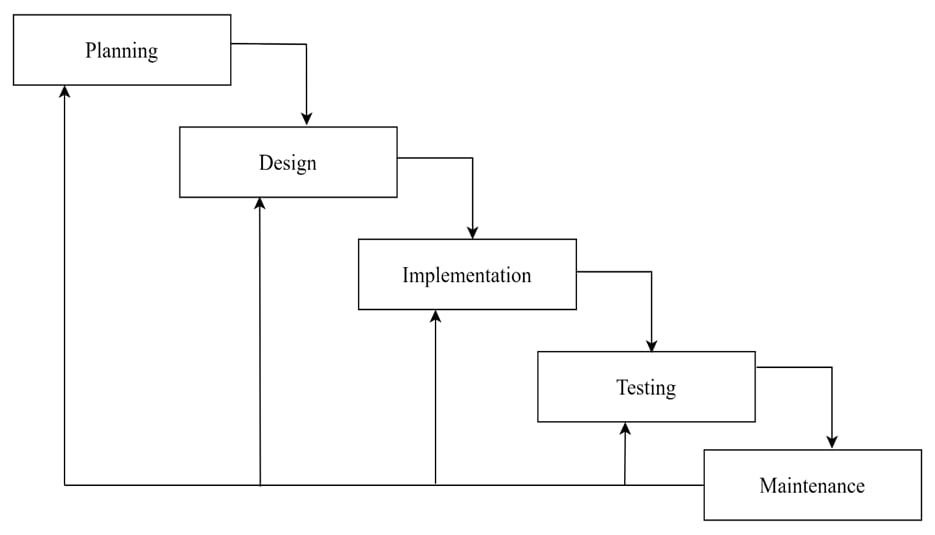 Planning
Design
Implementation
Testing
Maintenance